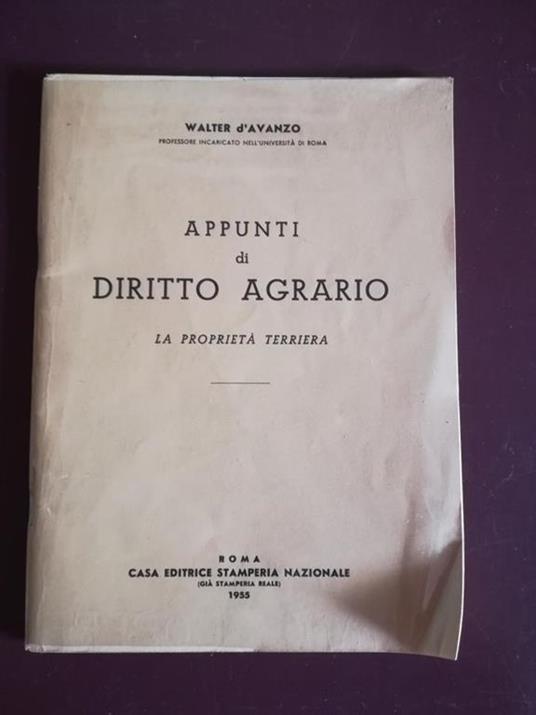 WALTER d'AVANZO
PROFESSORE INCARICATO NELL'UNIVERSITÀ DI ROMA
APPUNTI
di
DIRITTO AGRARIO
LA PROPRIETÀ TERRIERA
ROMA
CASA EDITRICE STAMPERIA NAZIONALE
(GIÀ STAMPERIA REALE)
1955